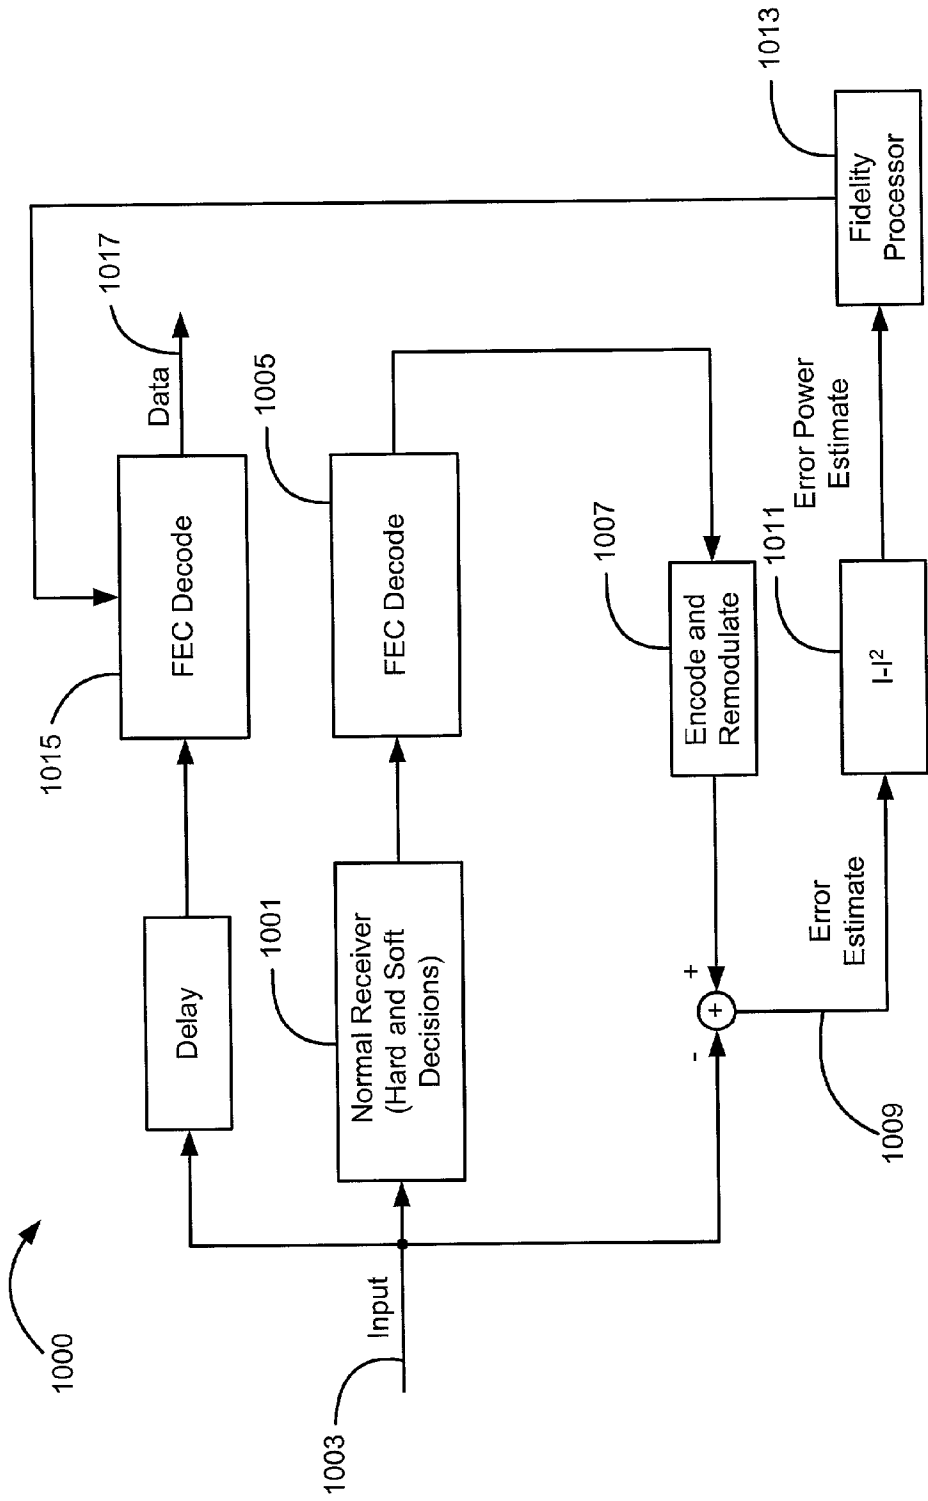 1000
1003
Input
Delay
1015
FEC Decode
Data
1017
1001
Normal Receiver
(Hard and Soft
Decisions)
1005
FEC Decode
1007
Encode and
Remodulate
+
-
+
1009
Error
Estimate
1011
I-I²
Error Power
Estimate
1013
Fidelity
Processor